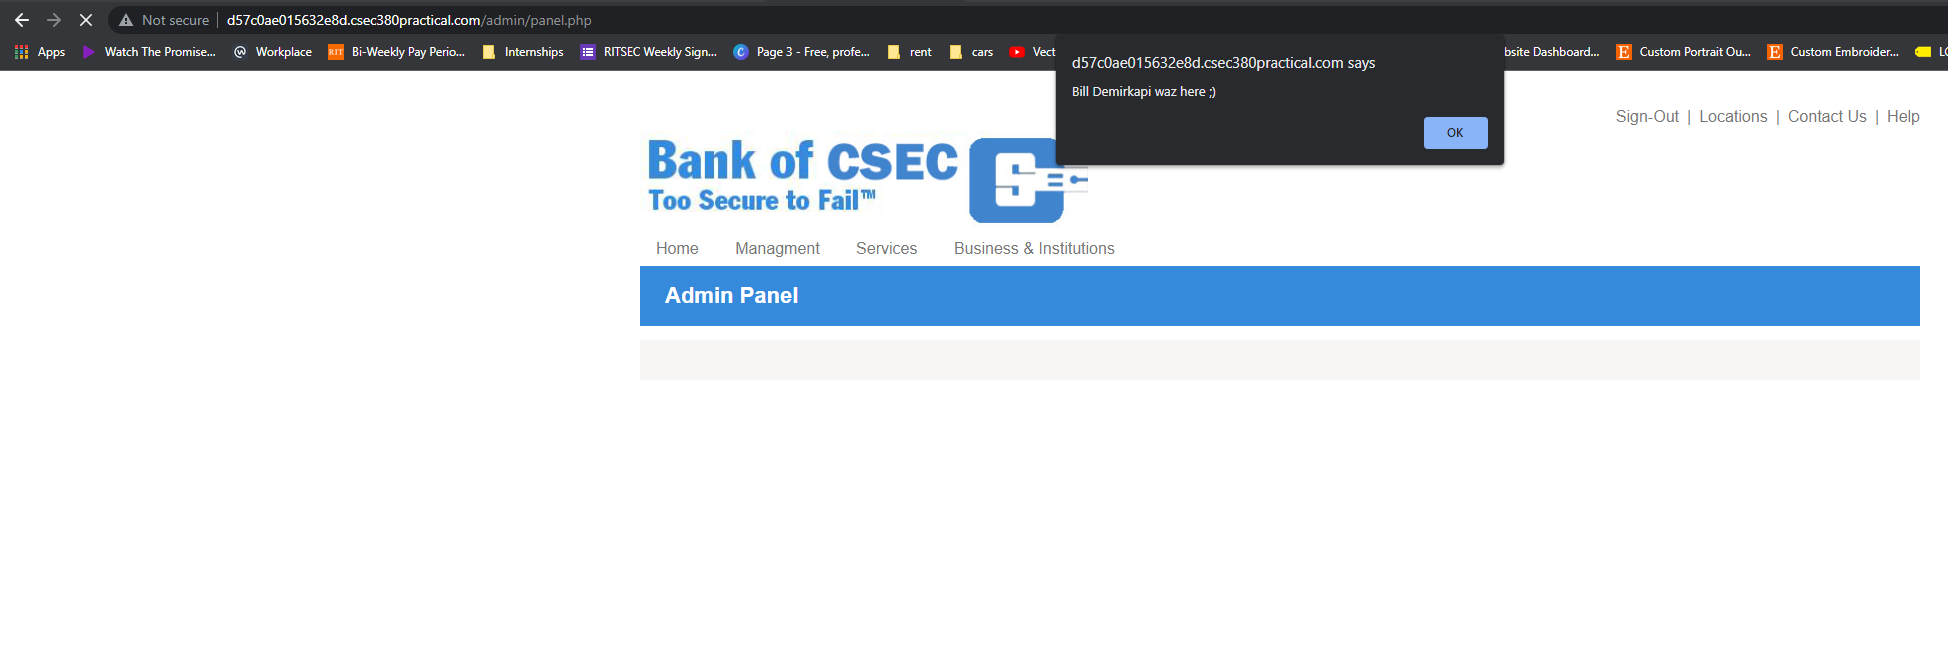 Not secure | d57c0ae015632e8d.csec380practical.com/admin/panel.php
Apps Watch The Promise... Workplace RIT Bi-Weekly Pay Perio... Internships RITSEC Weekly Sign... C Page 3 - Free, profe... rent cars Vect bsite Dashboard... E Custom Portrait Ou... E Custom Embroider... LC
d57c0ae015632e8d.csec380practical.com says
Bill Demirkapi waz here ;)
OK
Sign-Out | Locations | Contact Us | Help
Bank of CSEC
Too Secure to Fail™
Home Managment Services Business & Institutions
Admin Panel